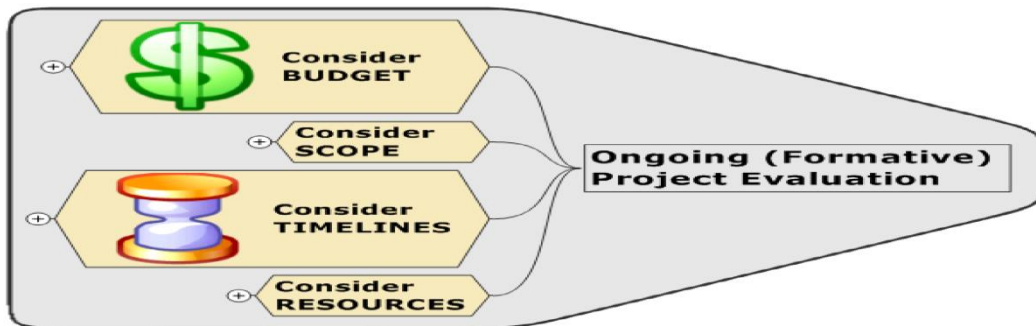 Consider
BUDGET
Consider
SCOPE
Ongoing (Formative)
Project Evaluation
Consider
TIMELINES
Consider
RESOURCES